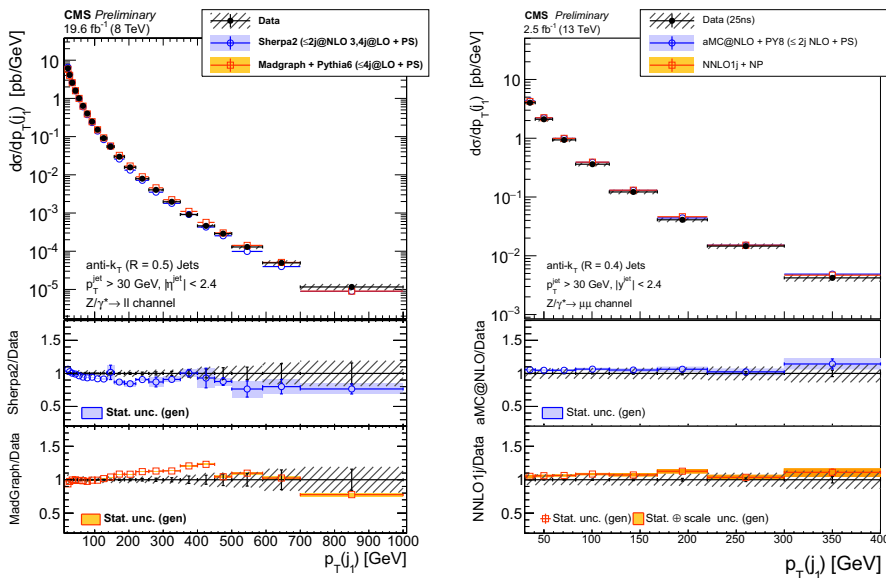 CMS Preliminary
19.6 fb⁻¹ (8 TeV)
Data
Sherpa2 (≤2j@NLO 3,4j@LO + PS)
Madgraph + Pythia6 (≤4j@LO + PS)
dσ/dp_T(j₁) [pb/GeV]
10
1
10⁻¹
10⁻²
10⁻³
10⁻⁴
10⁻⁵
anti-k_T (R = 0.5) Jets
p_T^jet > 30 GeV, |η^jet| < 2.4
Z/γ*→ ll channel
Sherpa2/Data
1.5
1
0.5
Stat. unc. (gen)
MadGraph/Data
1.5
1
0.5
Stat. unc. (gen)
100 200 300 400 500 600 700 800 900 1000
p_T(j₁) [GeV]
CMS Preliminary
2.5 fb⁻¹ (13 TeV)
Data (25ns)
aMC@NLO + PY8 (≤ 2j NLO + PS)
NNLO1j + NP
dσ/dp_T(j₁) [pb/GeV]
10
1
10⁻¹
10⁻²
10⁻³
anti-k_T (R = 0.4) Jets
p_T^jet > 30 GeV, |y^jet| < 2.4
Z/γ*→ μμ channel
aMC@NLO/Data
1.5
1
0.5
Stat. unc. (gen)
NNLO1j/Data
1.5
1
0.5
Stat. unc. (gen) Stat. ⊕ scale unc. (gen)
50 100 150 200 250 300 350 400
p_T(j₁) [GeV]